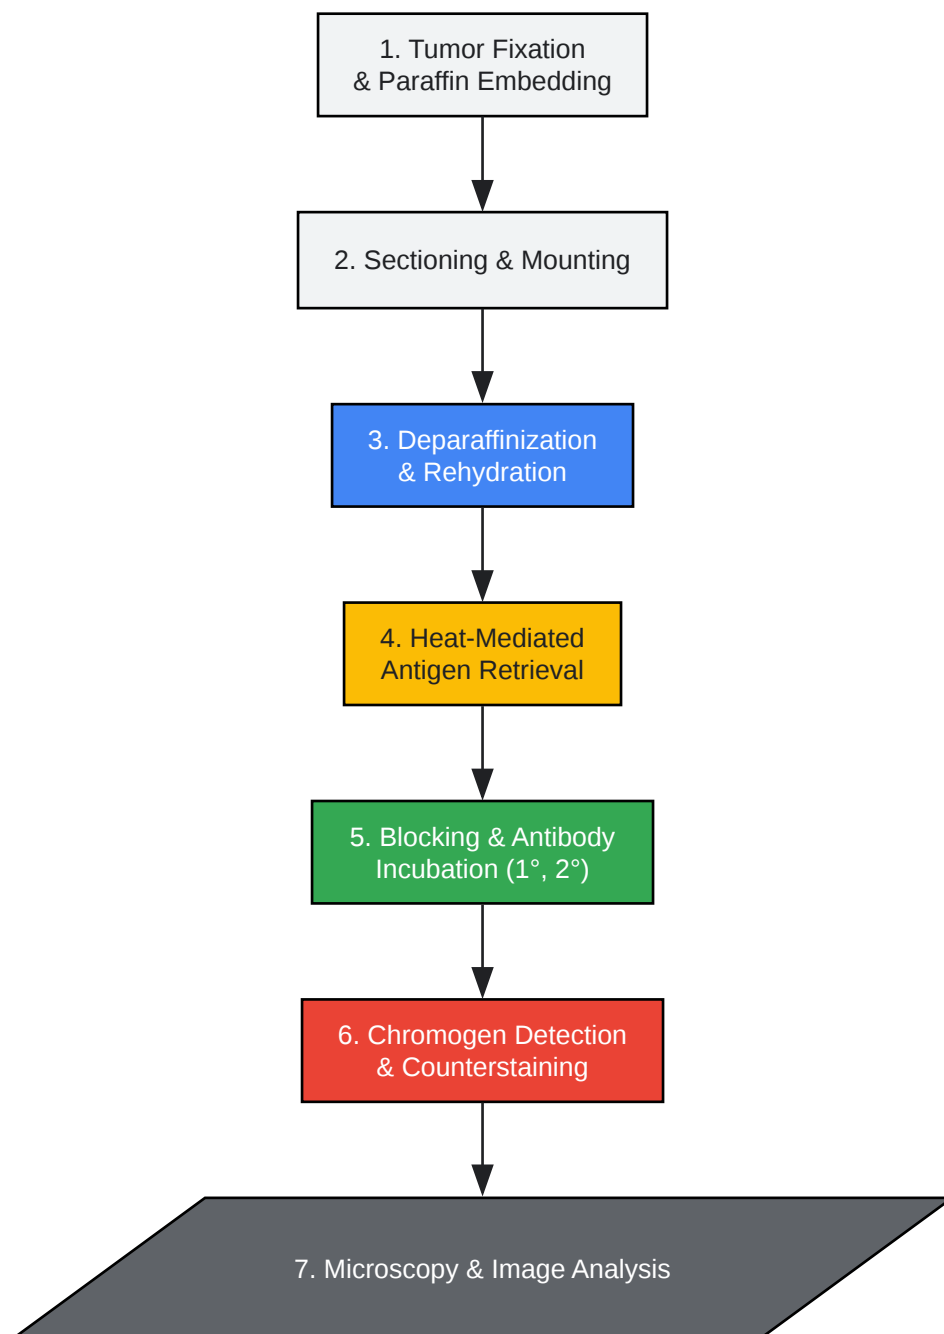 1. Tumor Fixation
& Paraffin Embedding
2. Sectioning & Mounting
3. Deparaffinization
& Rehydration
4. Heat-Mediated
Antigen Retrieval
5. Blocking & Antibody
Incubation (1°, 2°)
6. Chromogen Detection
& Counterstaining
7. Microscopy & Image Analysis